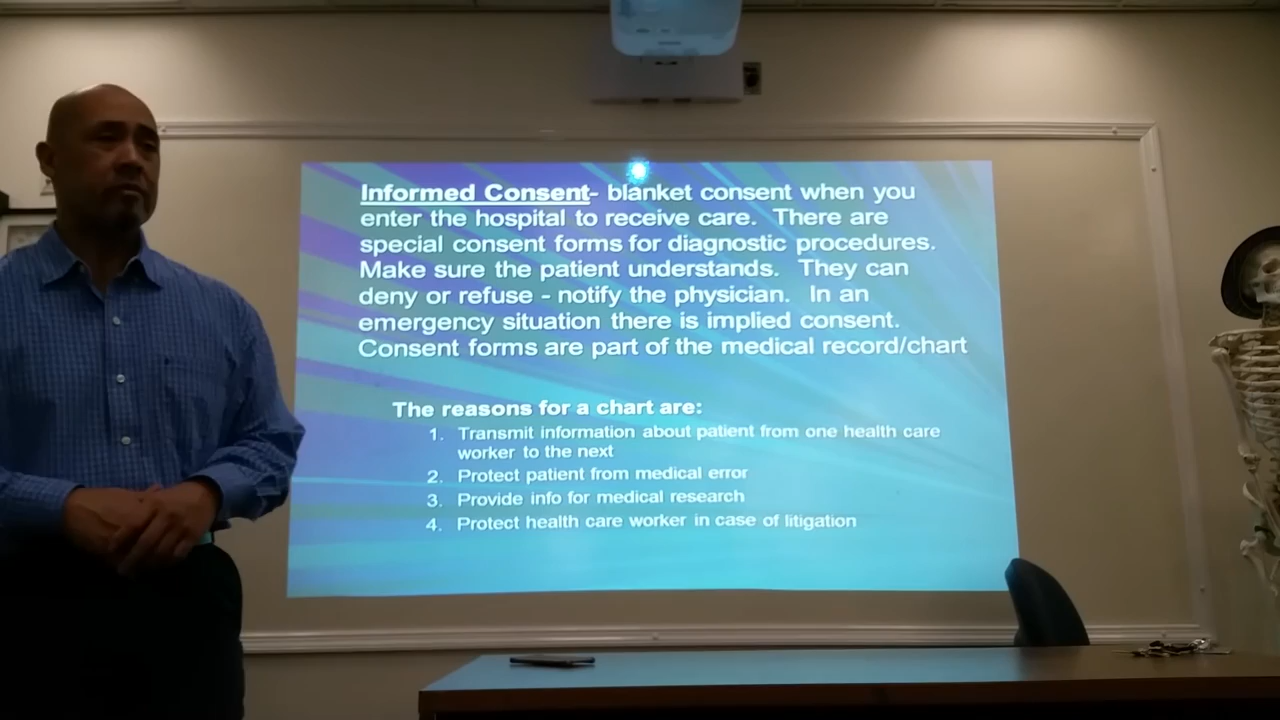 Informed Consent- blanket consent when you
enter the hospital to receive care. There are
special consent forms for diagnostic procedures.
Make sure the patient understands. They can
deny or refuse - notify the physician. In an
emergency situation there is implied consent.
Consent forms are part of the medical record/chart
The reasons for a chart are:
1. Transmit information about patient from one health care
worker to the next
2. Protect patient from medical error
3. Provide info for medical research
4. Protect health care worker in case of litigation